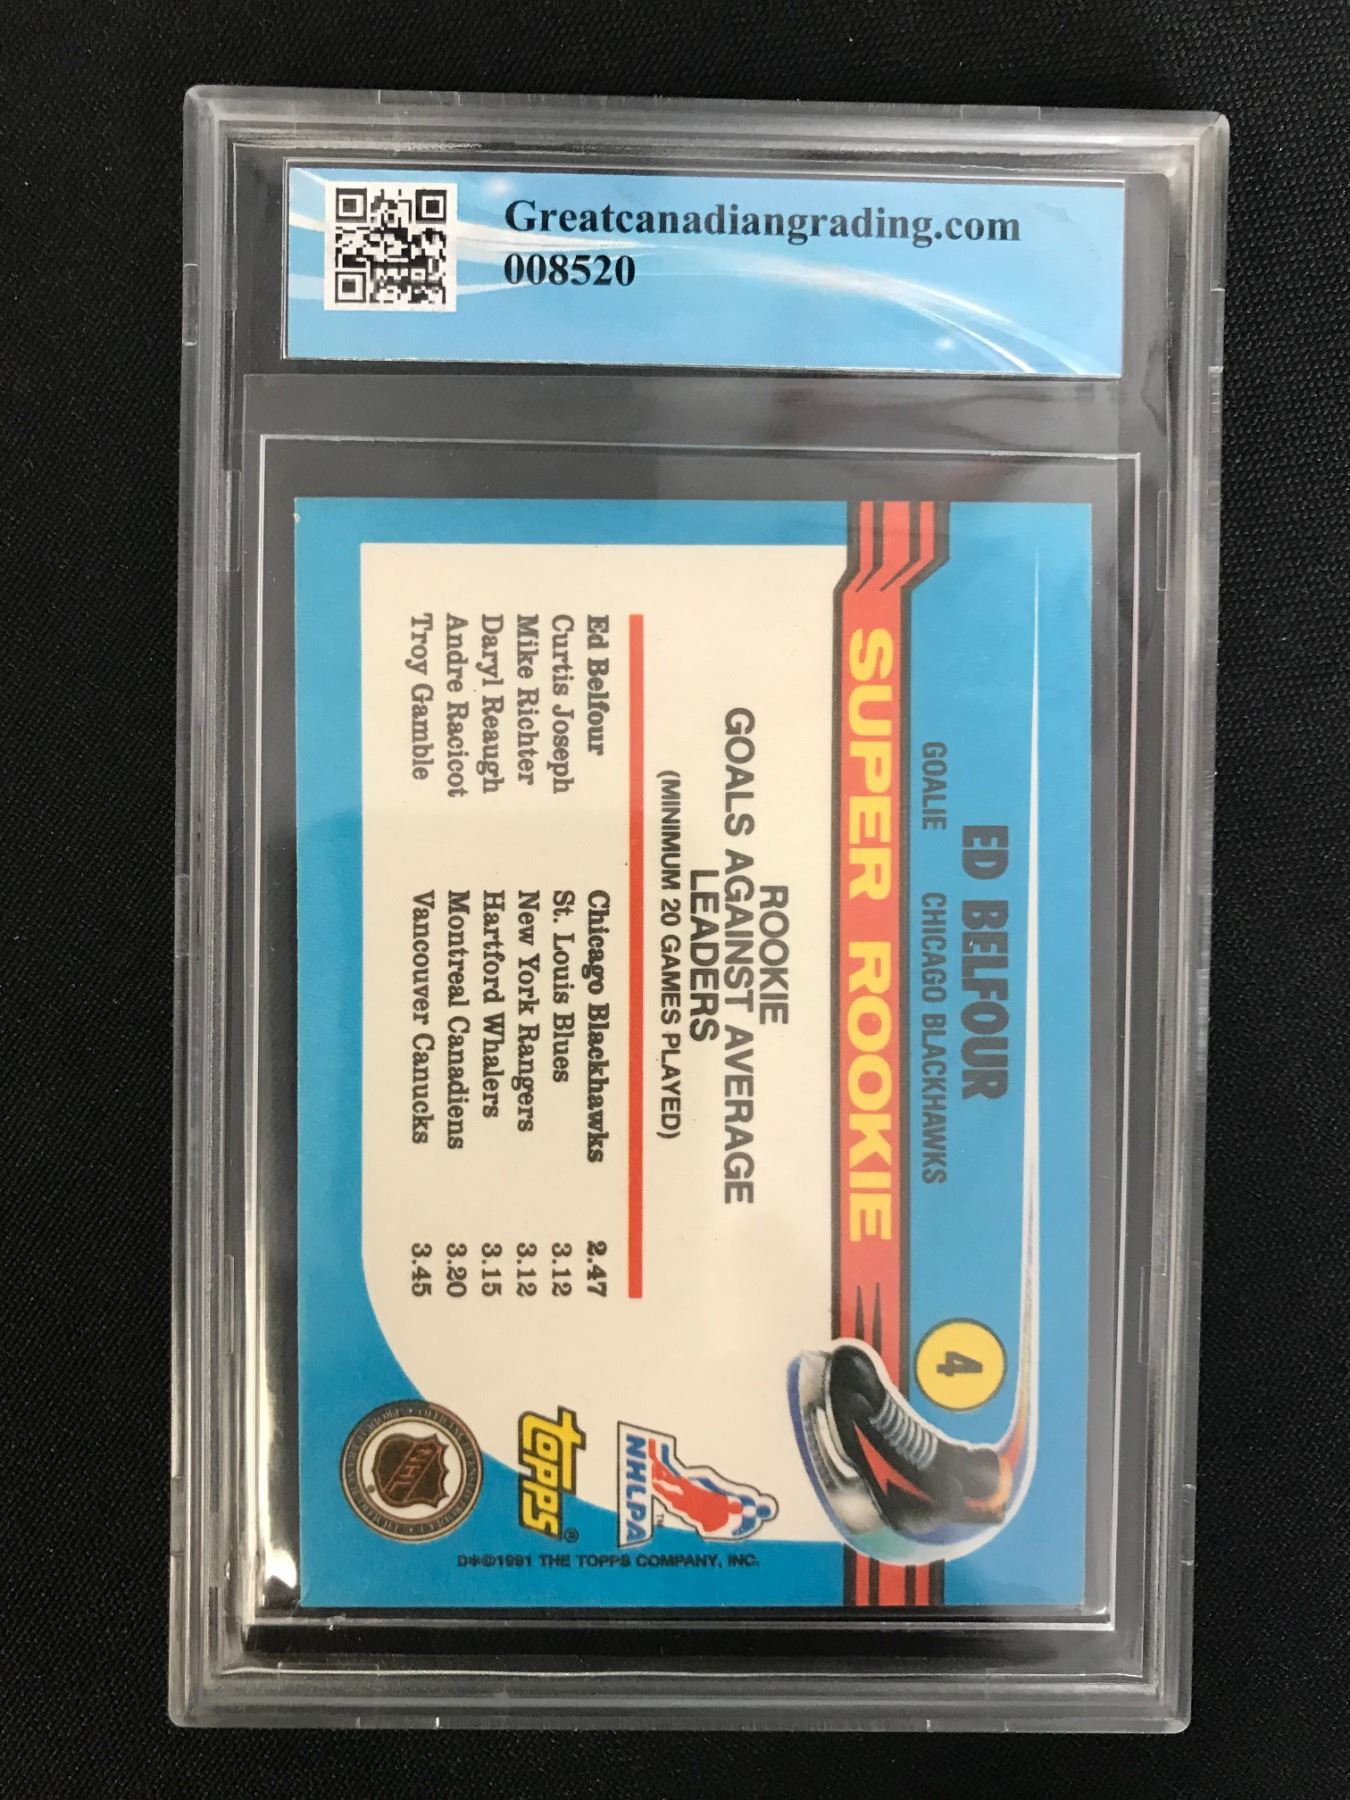 Greatcanadiangrading.com
008520
ED BELFOUR
GOALIE CHICAGO BLACKHAWKS
4
SUPER ROOKIE
ROOKIE
GOALS AGAINST AVERAGE
LEADERS
(MINIMUM 20 GAMES PLAYED)
Ed Belfour Chicago Blackhawks 2.47
Curtis Joseph St. Louis Blues 3.12
Mike Richter New York Rangers 3.12
Daryl Reaugh Hartford Whalers 3.15
Andre Racicot Montreal Canadiens 3.20
Troy Gamble Vancouver Canucks 3.45
NHLPA™
TOPPS®
NHL
D✻©1991 THE TOPPS COMPANY, INC.